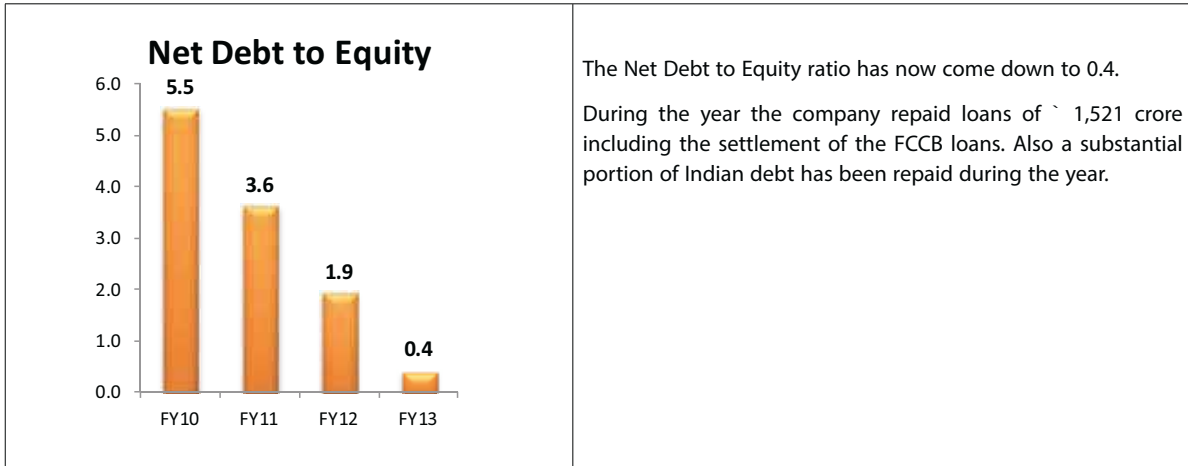 Net Debt to Equity
6.0
5.0
4.0
3.0
2.0
1.0
0.0
5.5
3.6
1.9
0.4
FY10 FY11 FY12 FY13
The Net Debt to Equity ratio has now come down to 0.4.
During the year the company repaid loans of ` 1,521 crore
including the settlement of the FCCB loans. Also a substantial
portion of Indian debt has been repaid during the year.